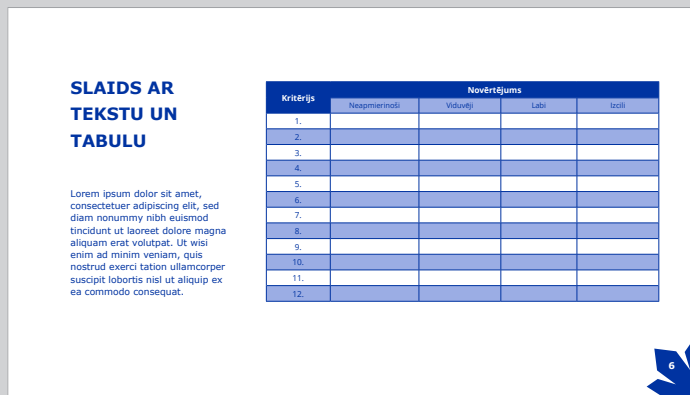 SLAIDS AR
TEKSTU UN
TABULU
Lorem ipsum dolor sit amet,
consectetuer adipiscing elit, sed
diam nonummy nibh euismod
tincidunt ut laoreet dolore magna
aliquam erat volutpat. Ut wisi
enim ad minim veniam, quis
nostrud exerci tation ullamcorper
suscipit lobortis nisl ut aliquip ex
ea commodo consequat.
Kritērijs
Novērtējums
Neapmierinoši Viduvēji Labi Izcili
1.
2.
3.
4.
5.
6.
7.
8.
9.
10.
11.
12.
6